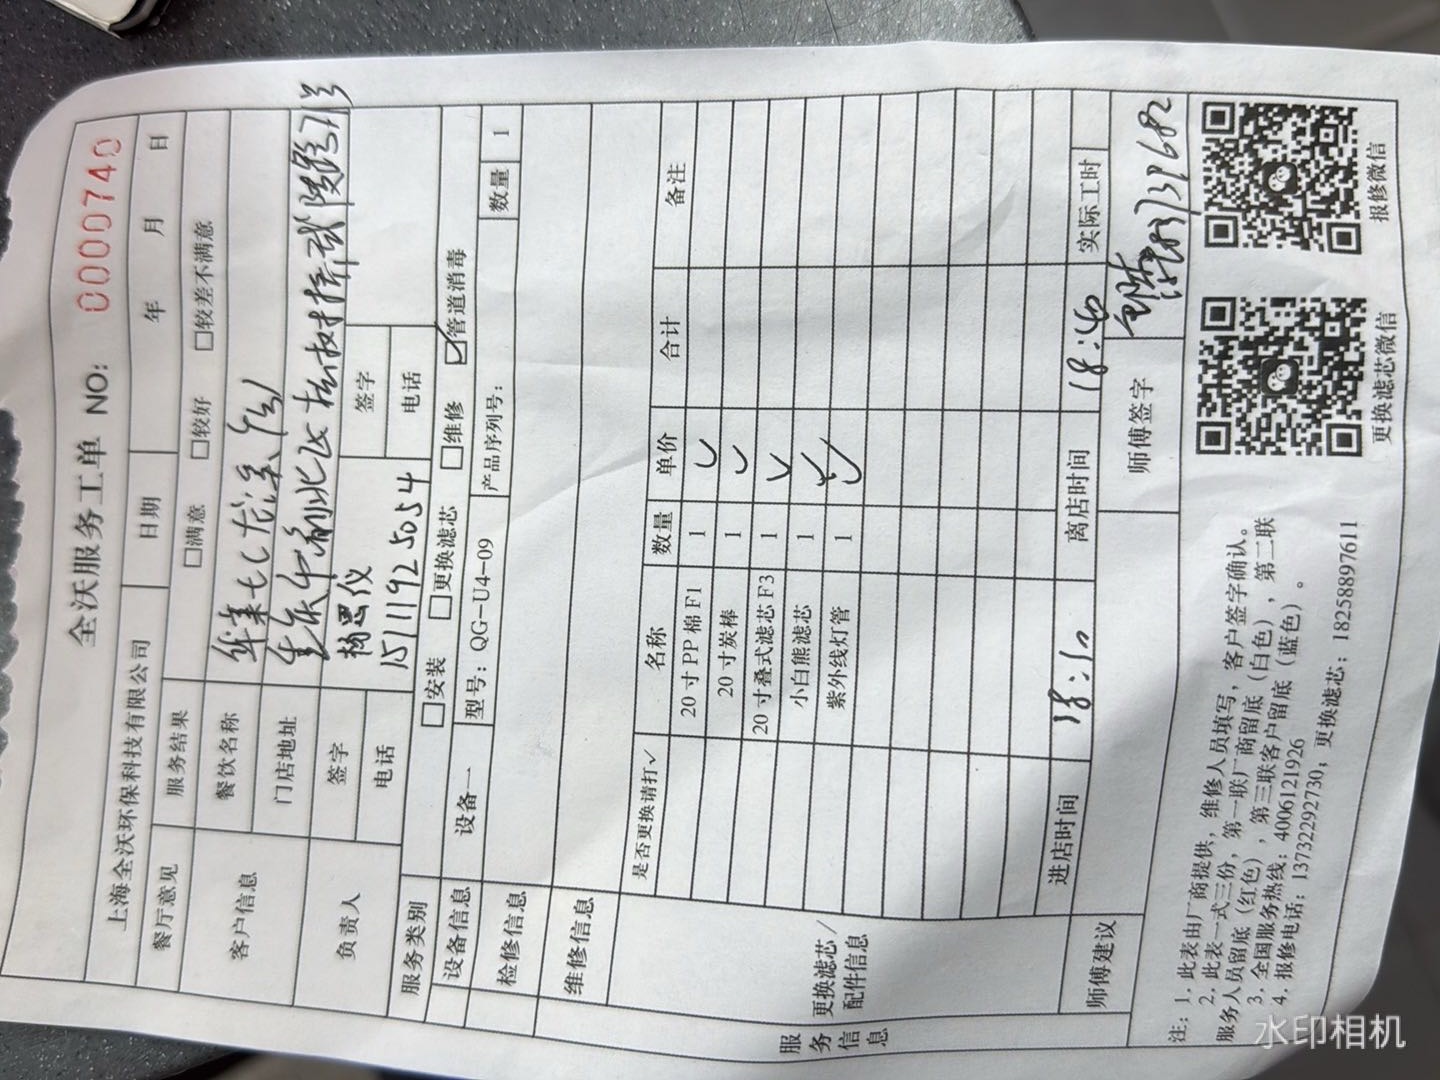 全沃服务工单 NO: 0000740
上海全沃环保科技有限公司 日期 年 月 日
餐厅意见 服务结果 □满意 □较好 □较差不满意
客户信息 餐饮名称
门店地址
负责人 签字 杨思仪 签字
电话 15111925054 电话
服务类别 □安装 □更换滤芯 □维修 ☑管道消毒
设备信息 设备一 型号：QG-U4-09 产品序列号： 数量 1
检修信息
维修信息
服务信息
更换滤芯/配件信息
是否更换请打✓ 名称 数量 单价 合计 备注
20寸PP棉F1 1 ✓
20寸炭棒 1 ✓
20寸叠式滤芯F3 1 ✓
小白熊滤芯 1
紫外线灯管 1
进店时间 18:10 离店时间 实际工时
师傅建议 师傅签字
注：1，此表由厂商提供，维修人员填写，客户签字确认。
2，此表一式三份，第一联厂商留底（白色），第二联
服务人员留底（红色），第三联客户留底（蓝色）。
3，全国服务热线：4006121926
4，报修电话：13732292730，更换滤芯：18258897611
更换滤芯微信 报修微信
水印相机